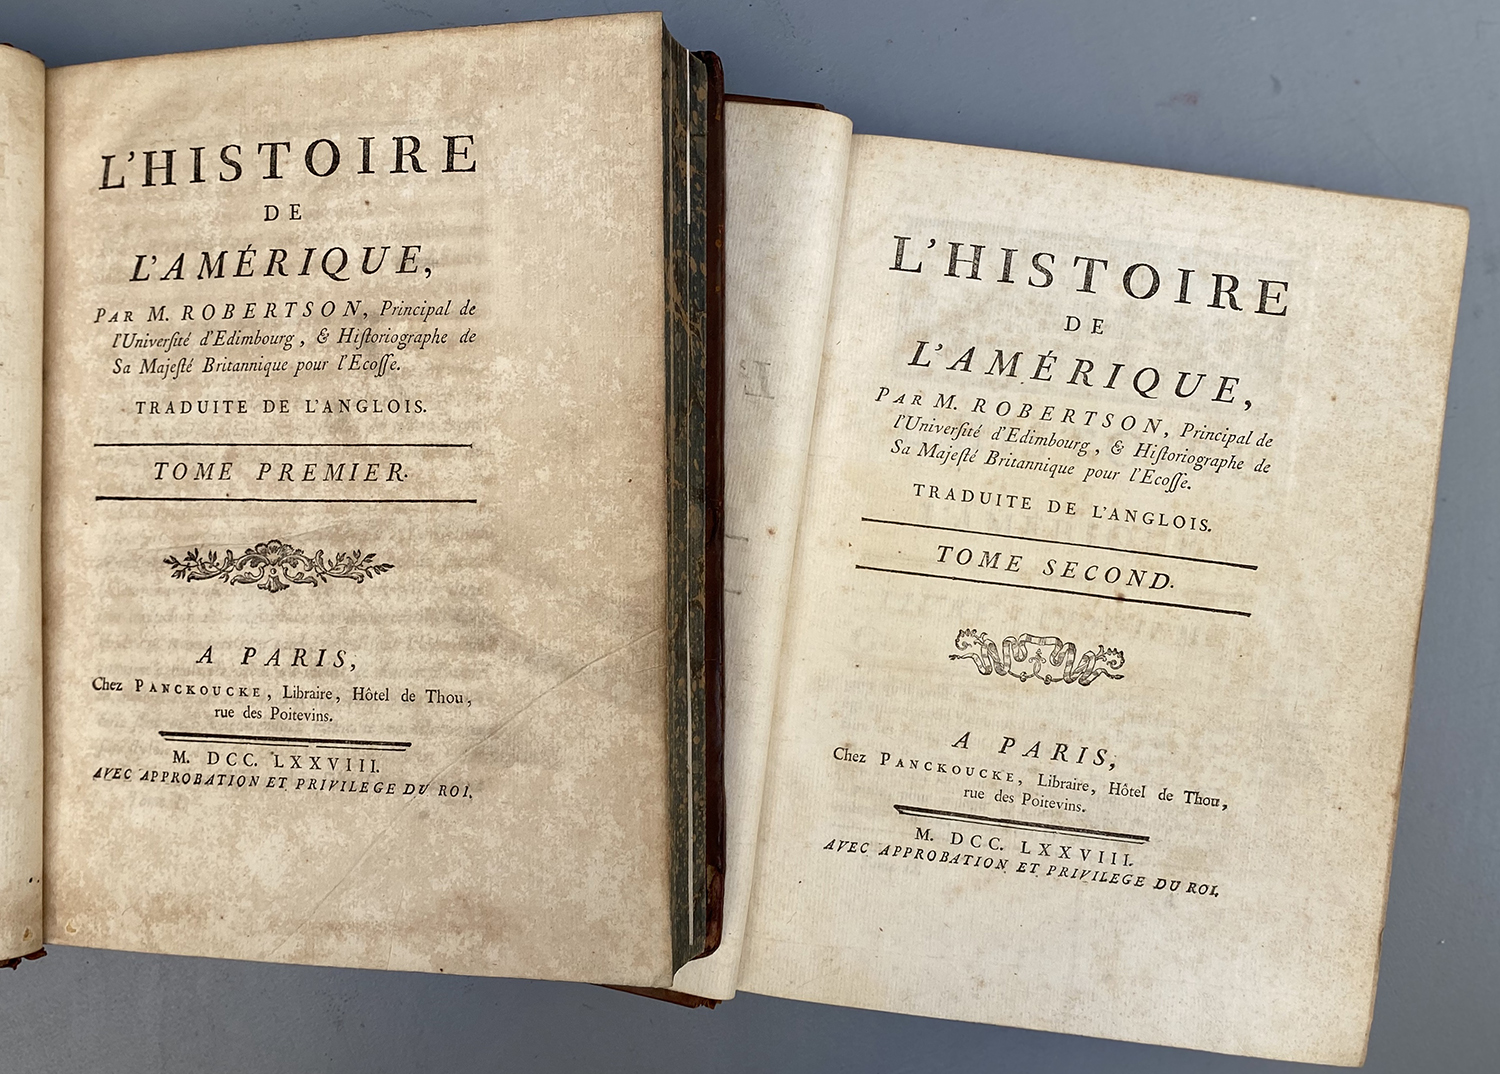 L'HISTOIRE
DE
L'AMÉRIQUE,
PAR M. ROBERTSON, Principal de
l'Univerſité d'Edimbourg, & Hiſtoriographe de
Sa Majeſté Britannique pour l'Ecoſſe.
TRADUITE DE L'ANGLOIS.
TOME PREMIER.
A PARIS,
Chez PANCKOUCKE, Libraire, Hôtel de Thou,
rue des Poitevins.
M. DCC. LXXVIII.
AVEC APPROBATION ET PRIVILEGE DU ROI.
L'HISTOIRE
DE
L'AMÉRIQUE,
PAR M. ROBERTSON, Principal de
l'Univerſité d'Edimbourg, & Hiſtoriographe de
Sa Majeſté Britannique pour l'Ecoſſe.
TRADUITE DE L'ANGLOIS.
TOME SECOND.
A PARIS,
Chez PANCKOUCKE, Libraire, Hôtel de Thou,
rue des Poitevins.
M. DCC. LXXVIII.
AVEC APPROBATION ET PRIVILEGE DU ROI.